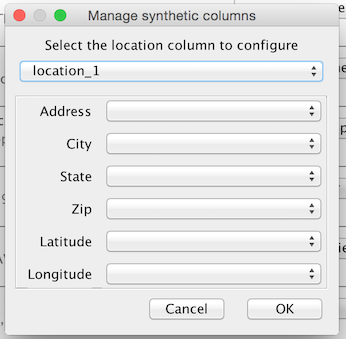 Manage synthetic columns
Select the location column to configure
location_1
Address
City
State
Zip
Latitude
Longitude
Cancel OK